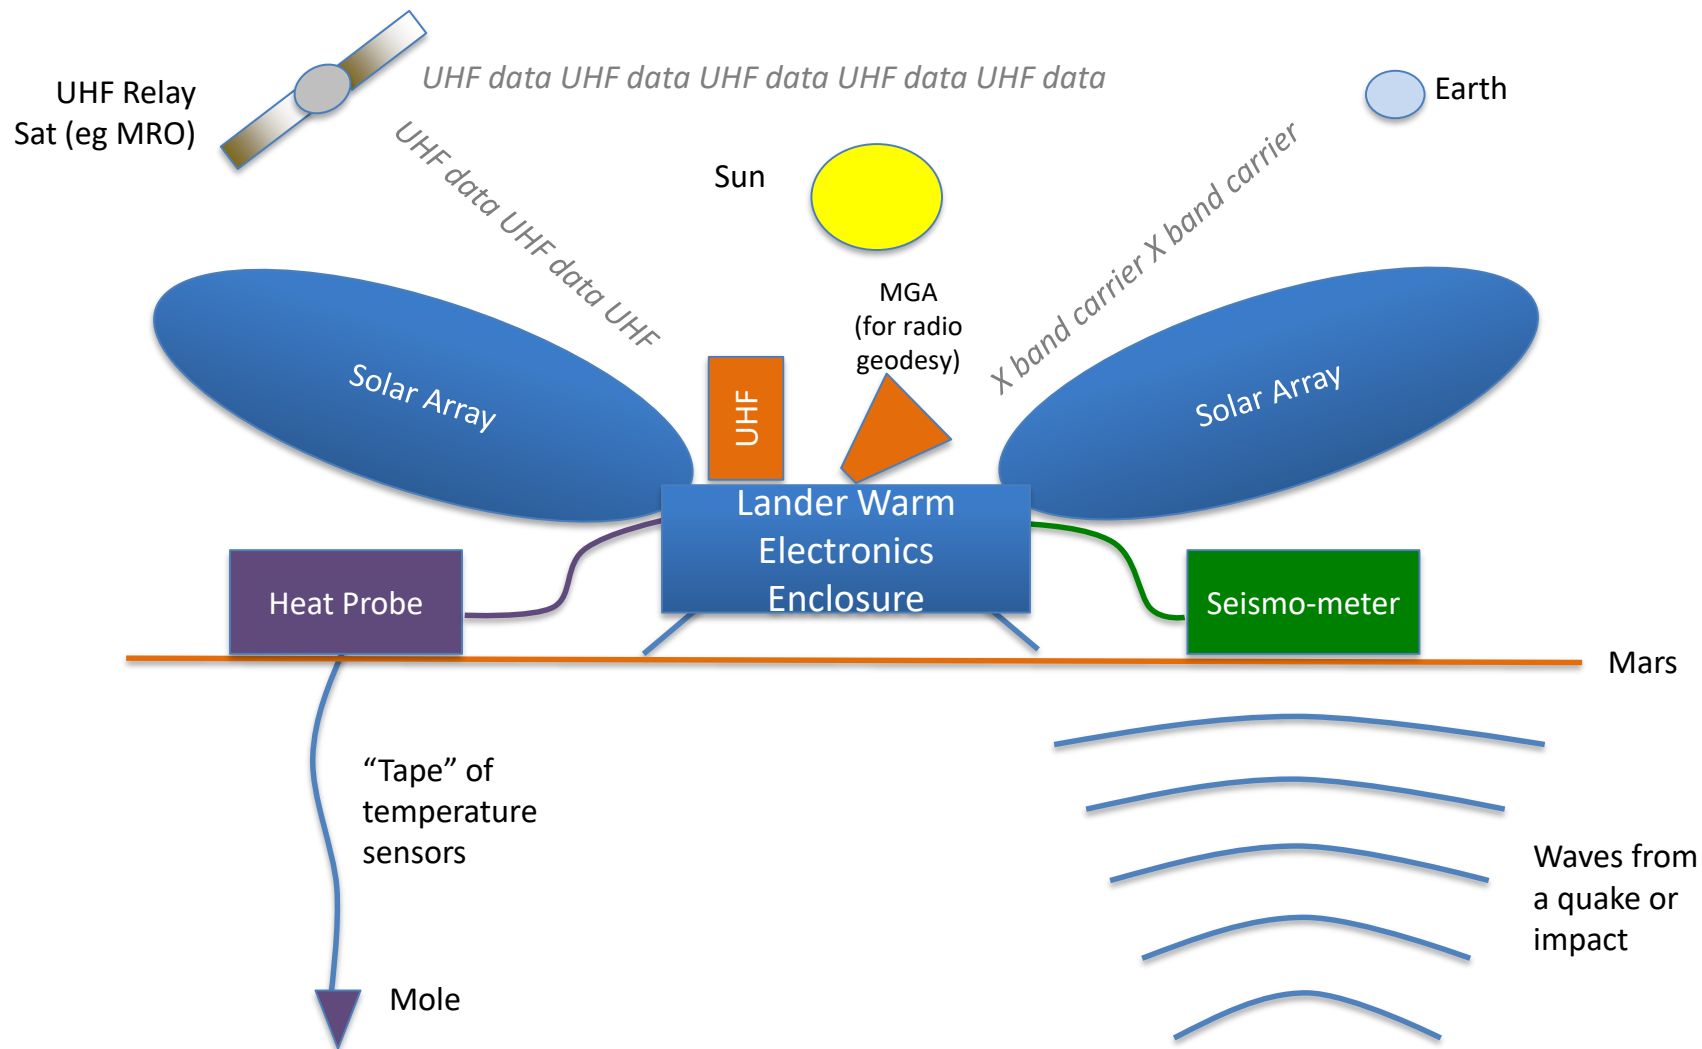 UHF Relay
Sat (eg MRO)
UHF data UHF data UHF data UHF data UHF data
Earth
UHF data UHF data UHF
Sun
X band carrier X band carrier
MGA
(for radio
geodesy)
Solar Array
UHF
Solar Array
Lander Warm
Electronics
Enclosure
Heat Probe
Seismo-meter
Mars
“Tape” of
temperature
sensors
Waves from
a quake or
impact
Mole